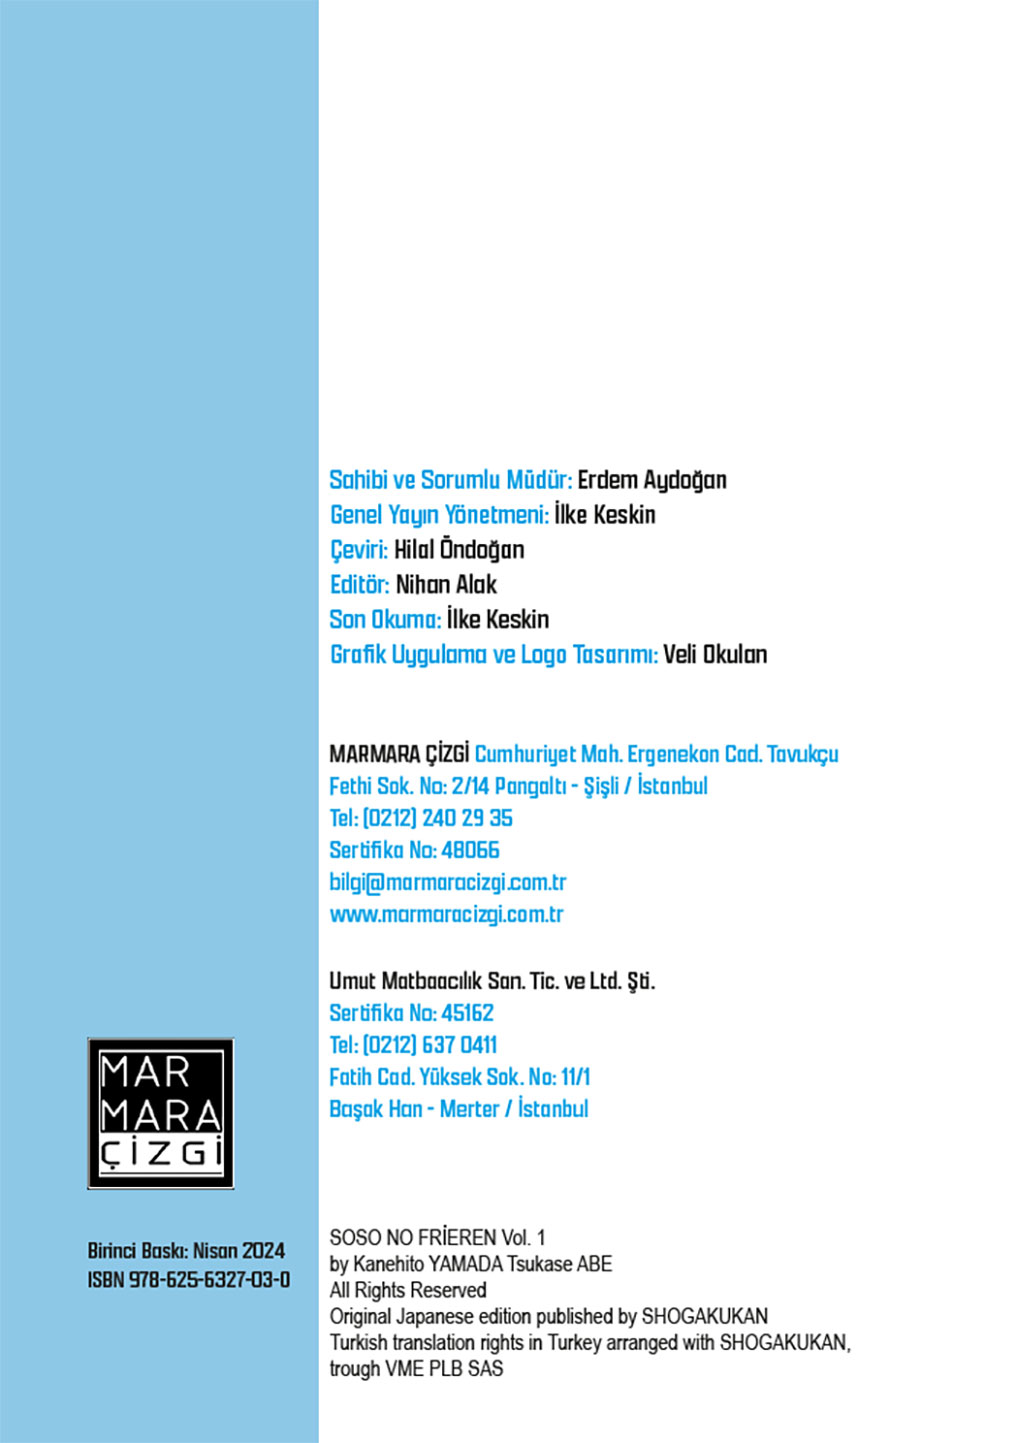 Sahibi ve Sorumlu Müdür: Erdem Aydoğan
Genel Yayın Yönetmeni: İlke Keskin
Çeviri: Hilal Öndoğan
Editör: Nihan Alak
Son Okuma: İlke Keskin
Grafik Uygulama ve Logo Tasarımı: Veli Okulan
MARMARA ÇİZGİ Cumhuriyet Mah. Ergenekon Cad. Tavukçu
Fethi Sok. No: 2/14 Pangaltı - Şişli / İstanbul
Tel: (0212) 240 29 35
Sertifika No: 48066
bilgi@marmaracizgi.com.tr
www.marmaracizgi.com.tr
Umut Matbaacılık San. Tic. ve Ltd. Şti.
Sertifika No: 45162
Tel: (0212) 637 0411
Fatih Cad. Yüksek Sok. No: 11/1
Başak Han - Merter / İstanbul
MAR
MARA
ÇİZGİ
Birinci Baskı: Nisan 2024
ISBN 978-625-6327-03-0
SOSO NO FRİEREN Vol. 1
by Kanehito YAMADA Tsukase ABE
All Rights Reserved
Original Japanese edition published by SHOGAKUKAN
Turkish translation rights in Turkey arranged with SHOGAKUKAN,
trough VME PLB SAS